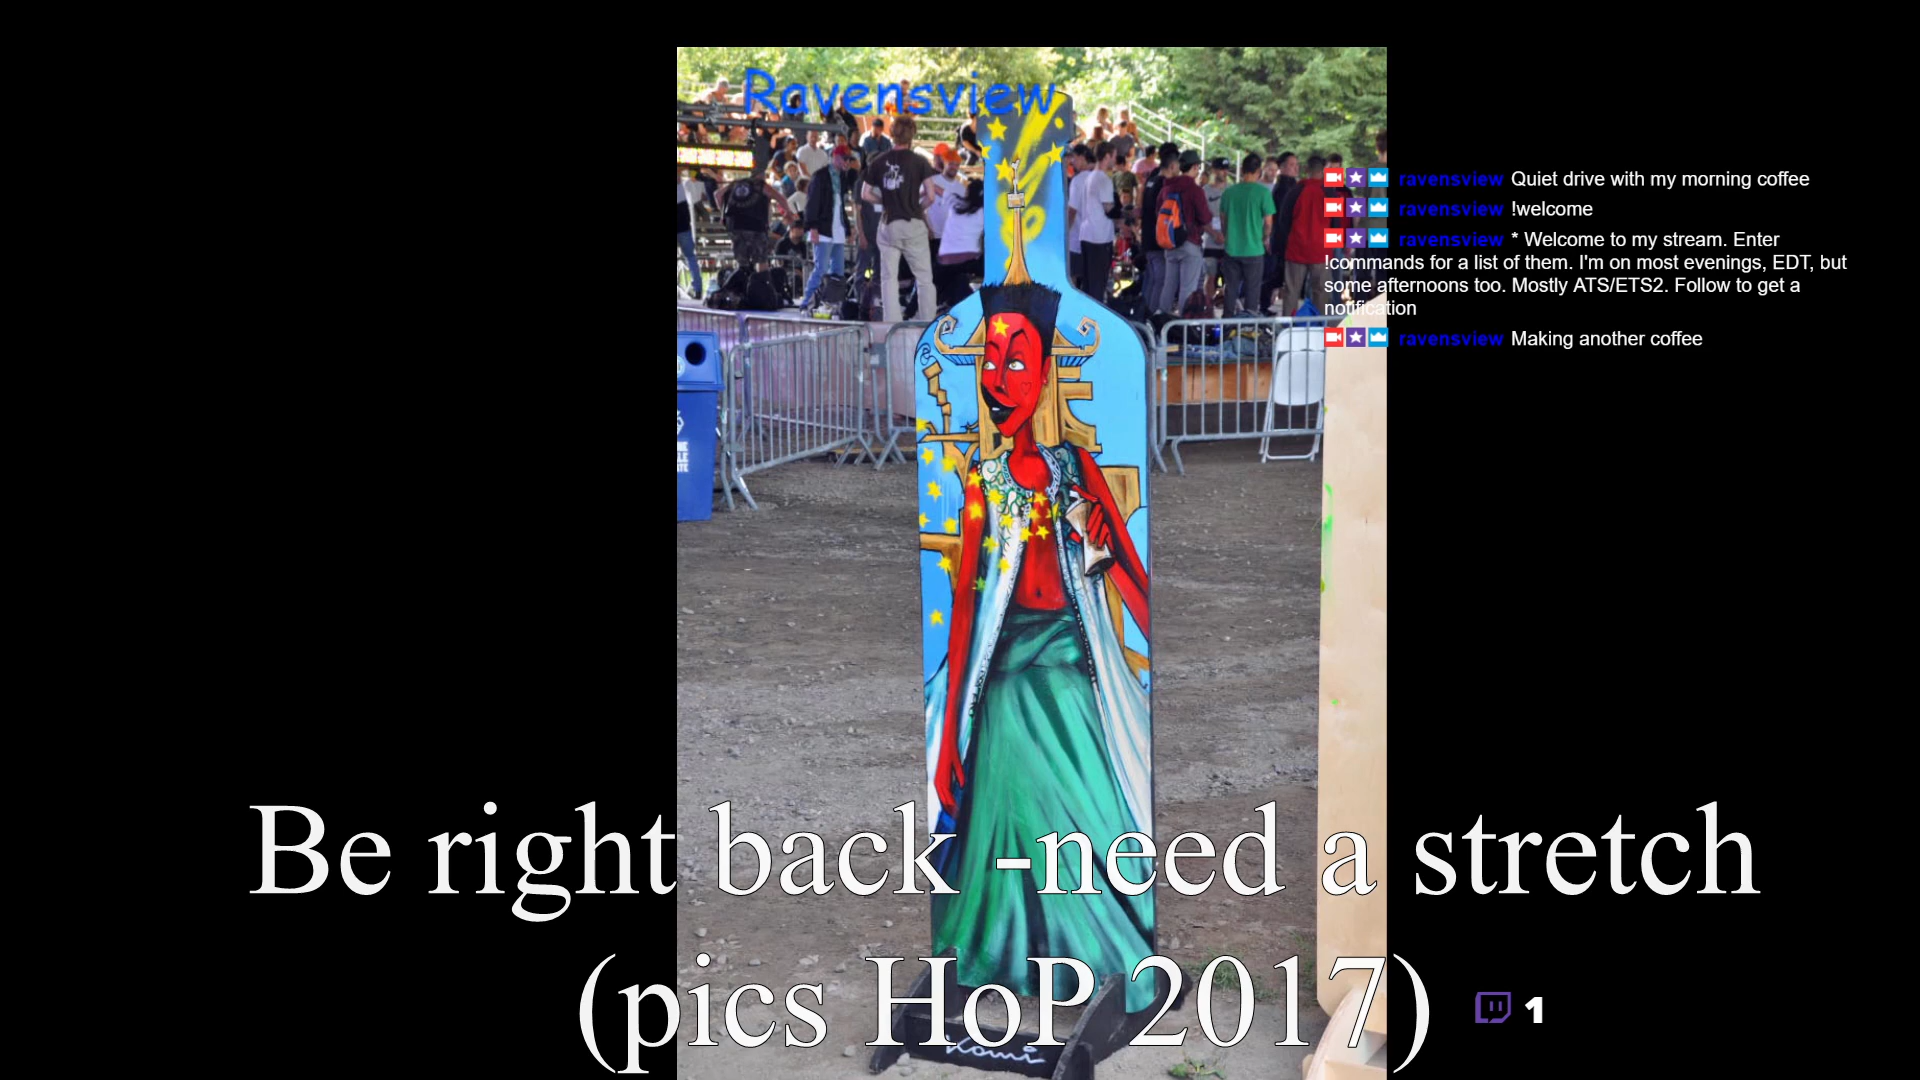 Ravensview
ravensview Quiet drive with my morning coffee
ravensview !welcome
ravensview * Welcome to my stream. Enter
!commands for a list of them. I'm on most evenings, EDT, but
some afternoons too. Mostly ATS/ETS2. Follow to get a
notification
ravensview Making another coffee
Be right back -need a stretch
(pics HoP 2017)
1